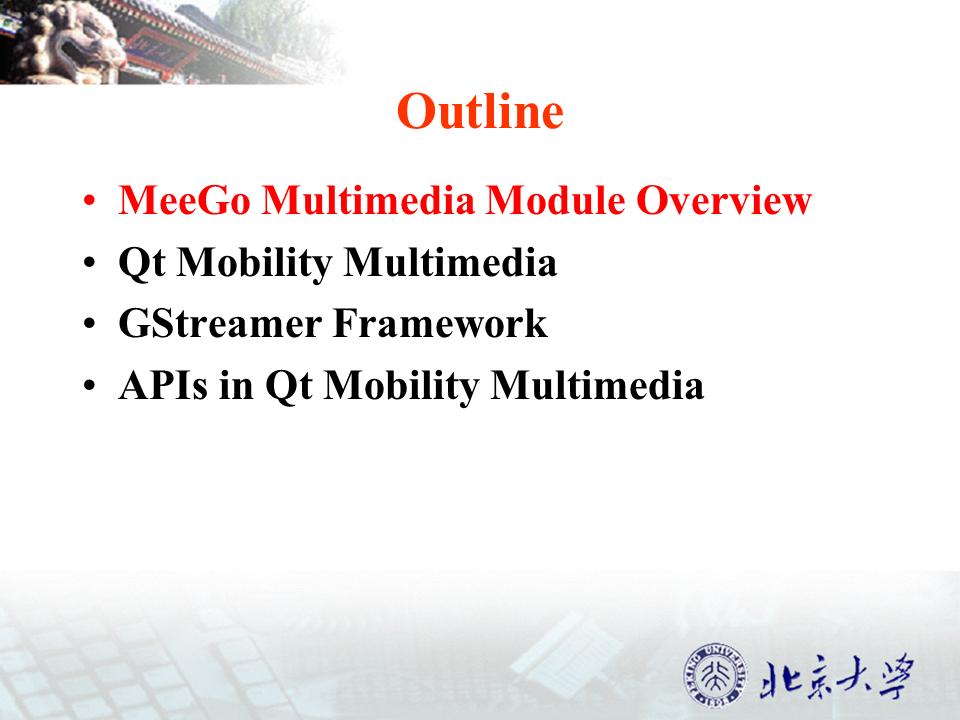 Outline
• MeeGo Multimedia Module Overview
• Qt Mobility Multimedia
• GStreamer Framework
• APIs in Qt Mobility Multimedia
PEKING UNIVERSITY
1898
北京大学